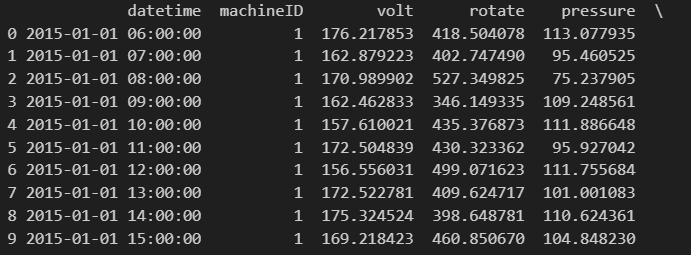 datetime machineID volt rotate pressure \
0 2015-01-01 06:00:00 1 176.217853 418.504078 113.077935
1 2015-01-01 07:00:00 1 162.879223 402.747490 95.460525
2 2015-01-01 08:00:00 1 170.989902 527.349825 75.237905
3 2015-01-01 09:00:00 1 162.462833 346.149335 109.248561
4 2015-01-01 10:00:00 1 157.610021 435.376873 111.886648
5 2015-01-01 11:00:00 1 172.504839 430.323362 95.927042
6 2015-01-01 12:00:00 1 156.556031 499.071623 111.755684
7 2015-01-01 13:00:00 1 172.522781 409.624717 101.001083
8 2015-01-01 14:00:00 1 175.324524 398.648781 110.624361
9 2015-01-01 15:00:00 1 169.218423 460.850670 104.848230